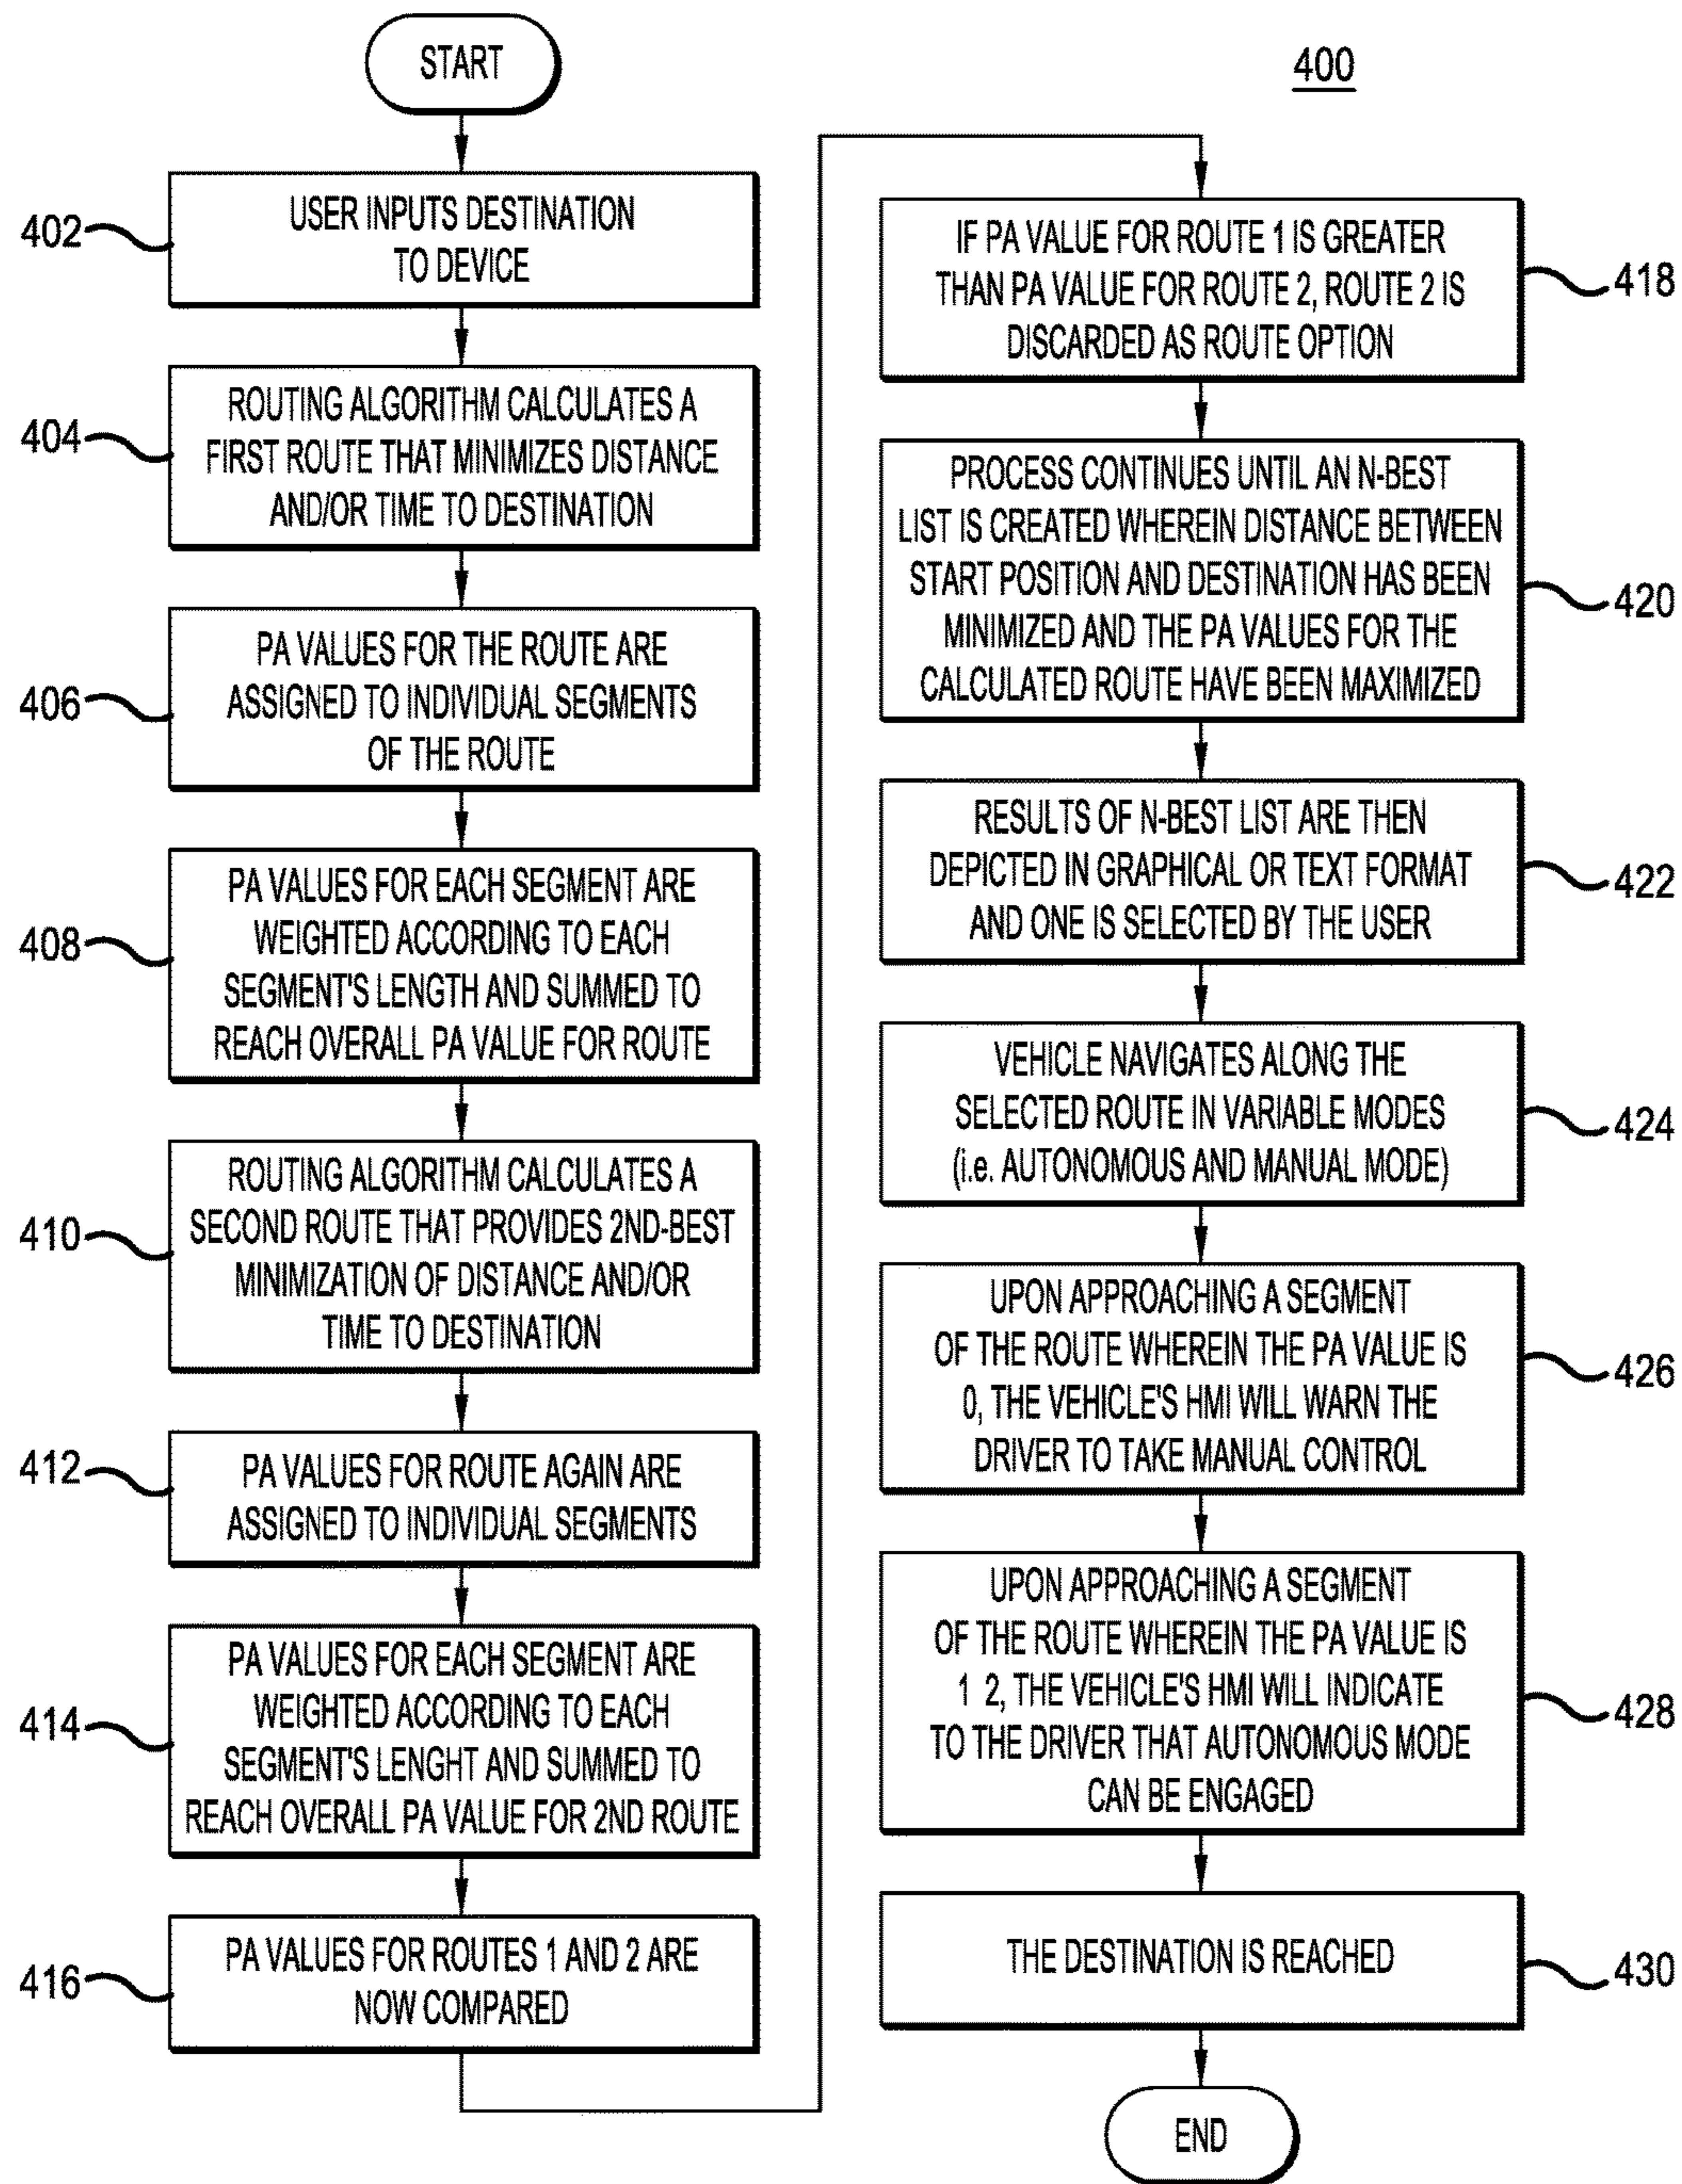 START
400
402
USER INPUTS DESTINATION
TO DEVICE
404
ROUTING ALGORITHM CALCULATES A
FIRST ROUTE THAT MINIMIZES DISTANCE
AND/OR TIME TO DESTINATION
406
PA VALUES FOR THE ROUTE ARE
ASSIGNED TO INDIVIDUAL SEGMENTS
OF THE ROUTE
408
PA VALUES FOR EACH SEGMENT ARE
WEIGHTED ACCORDING TO EACH
SEGMENT'S LENGTH AND SUMMED TO
REACH OVERALL PA VALUE FOR ROUTE
410
ROUTING ALGORITHM CALCULATES A
SECOND ROUTE THAT PROVIDES 2ND-BEST
MINIMIZATION OF DISTANCE AND/OR
TIME TO DESTINATION
412
PA VALUES FOR ROUTE AGAIN ARE
ASSIGNED TO INDIVIDUAL SEGMENTS
414
PA VALUES FOR EACH SEGMENT ARE
WEIGHTED ACCORDING TO EACH
SEGMENT'S LENGHT AND SUMMED TO
REACH OVERALL PA VALUE FOR 2ND ROUTE
416
PA VALUES FOR ROUTES 1 AND 2 ARE
NOW COMPARED
IF PA VALUE FOR ROUTE 1 IS GREATER
THAN PA VALUE FOR ROUTE 2, ROUTE 2 IS
DISCARDED AS ROUTE OPTION
418
PROCESS CONTINUES UNTIL AN N-BEST
LIST IS CREATED WHEREIN DISTANCE BETWEEN
START POSITION AND DESTINATION HAS BEEN
MINIMIZED AND THE PA VALUES FOR THE
CALCULATED ROUTE HAVE BEEN MAXIMIZED
420
RESULTS OF N-BEST LIST ARE THEN
DEPICTED IN GRAPHICAL OR TEXT FORMAT
AND ONE IS SELECTED BY THE USER
422
VEHICLE NAVIGATES ALONG THE
SELECTED ROUTE IN VARIABLE MODES
(i.e. AUTONOMOUS AND MANUAL MODE)
424
UPON APPROACHING A SEGMENT
OF THE ROUTE WHEREIN THE PA VALUE IS
0, THE VEHICLE'S HMI WILL WARN THE
DRIVER TO TAKE MANUAL CONTROL
426
UPON APPROACHING A SEGMENT
OF THE ROUTE WHEREIN THE PA VALUE IS
1 2, THE VEHICLE'S HMI WILL INDICATE
TO THE DRIVER THAT AUTONOMOUS MODE
CAN BE ENGAGED
428
THE DESTINATION IS REACHED
430
END